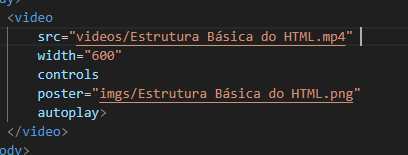 <video
src="videos/Estrutura Básica do HTML.mp4"
width="600"
controls
poster="imgs/Estrutura Básica do HTML.png"
autoplay>
</video>
body>